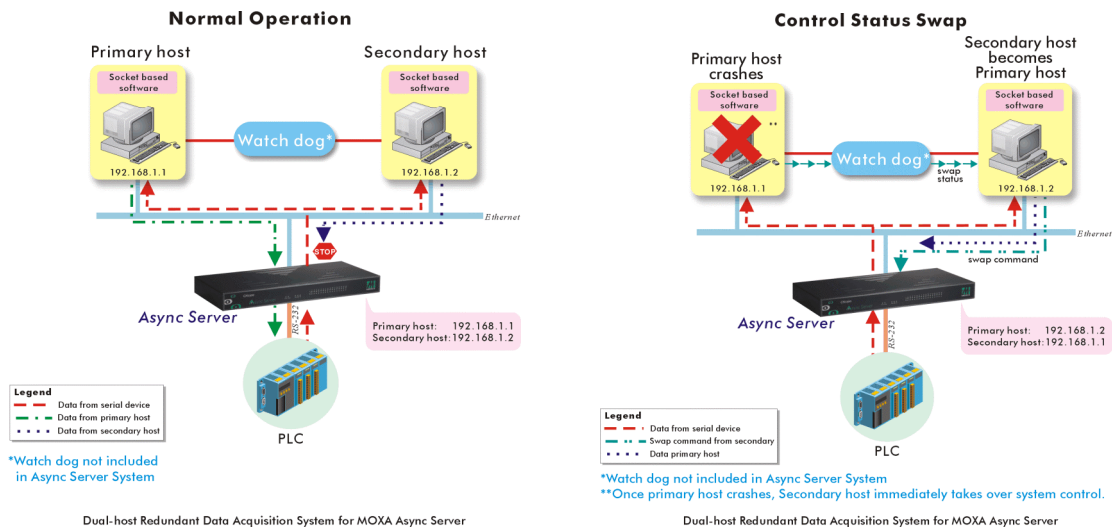 Normal Operation
Primary host
Secondary host
Socket based
software
Socket based
software
Watch dog*
192.168.1.1
192.168.1.2
Ethernet
STOP
Async Server
RS-232
Primary host: 192.168.1.1
Secondary host: 192.168.1.2
PLC
Legend
Data from serial device
Data from primary host
Data from secondary host
*Watch dog not included
in Async Server System
Dual-host Redundant Data Acquisition System for MOXA Async Server
Control Status Swap
Primary host
crashes
Secondary host
becomes
Primary host
Socket based
software
Socket based
software
**
Watch dog*
swap
status
192.168.1.1
192.168.1.2
Ethernet
swap command
Async Server
RS-232
Primary host: 192.168.1.2
Secondary host: 192.168.1.1
PLC
Legend
Data from serial device
Swap command from secondary
Data primary host
*Watch dog not included in Async Server System
**Once primary host crashes, Secondary host immediately takes over system control.
Dual-host Redundant Data Acquisition System for MOXA Async Server